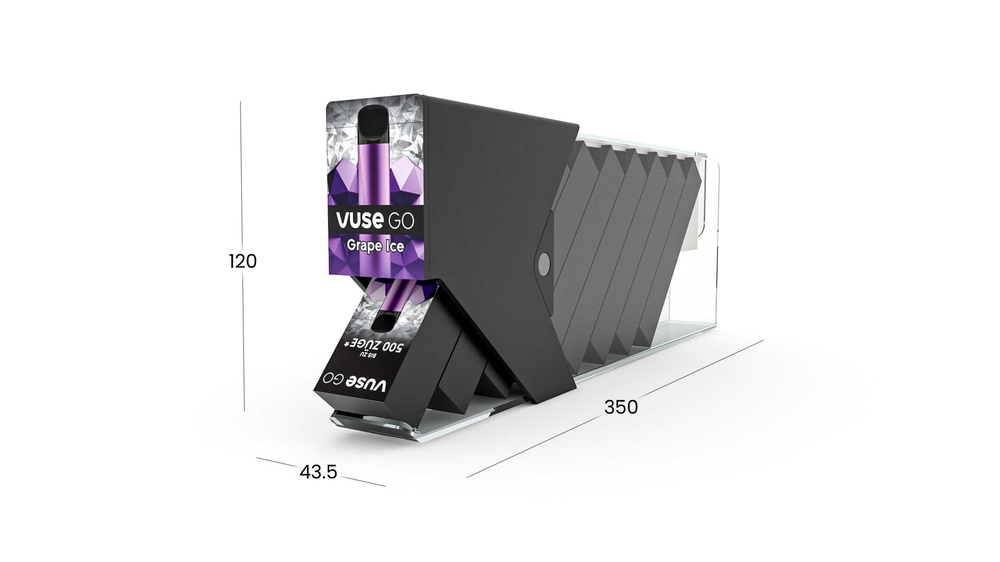 VUSE GO
Grape Ice
120
VUSE GO
BIS ZU
500 ZÜGE*
350
43.5